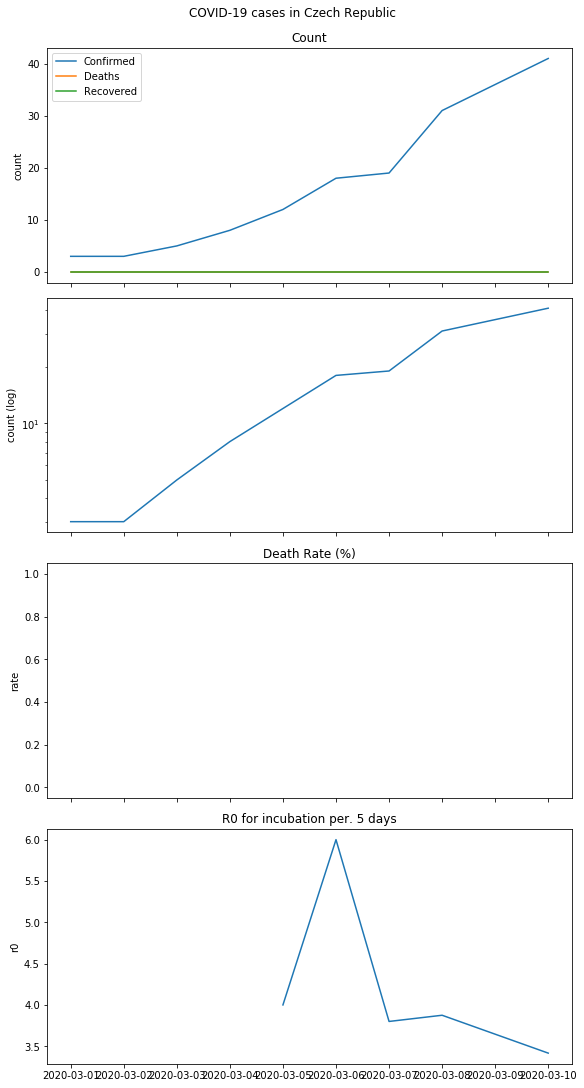 COVID-19 cases in Czech Republic
Count
Confirmed
Deaths
Recovered
40
30
20
10
0
count
10¹
count (log)
Death Rate (%)
1.0
0.8
0.6
0.4
0.2
0.0
rate
R0 for incubation per. 5 days
6.0
5.5
5.0
4.5
4.0
3.5
r0
2020-03-01 2020-03-02 2020-03-03 2020-03-04 2020-03-05 2020-03-06 2020-03-07 2020-03-08 2020-03-09 2020-03-10